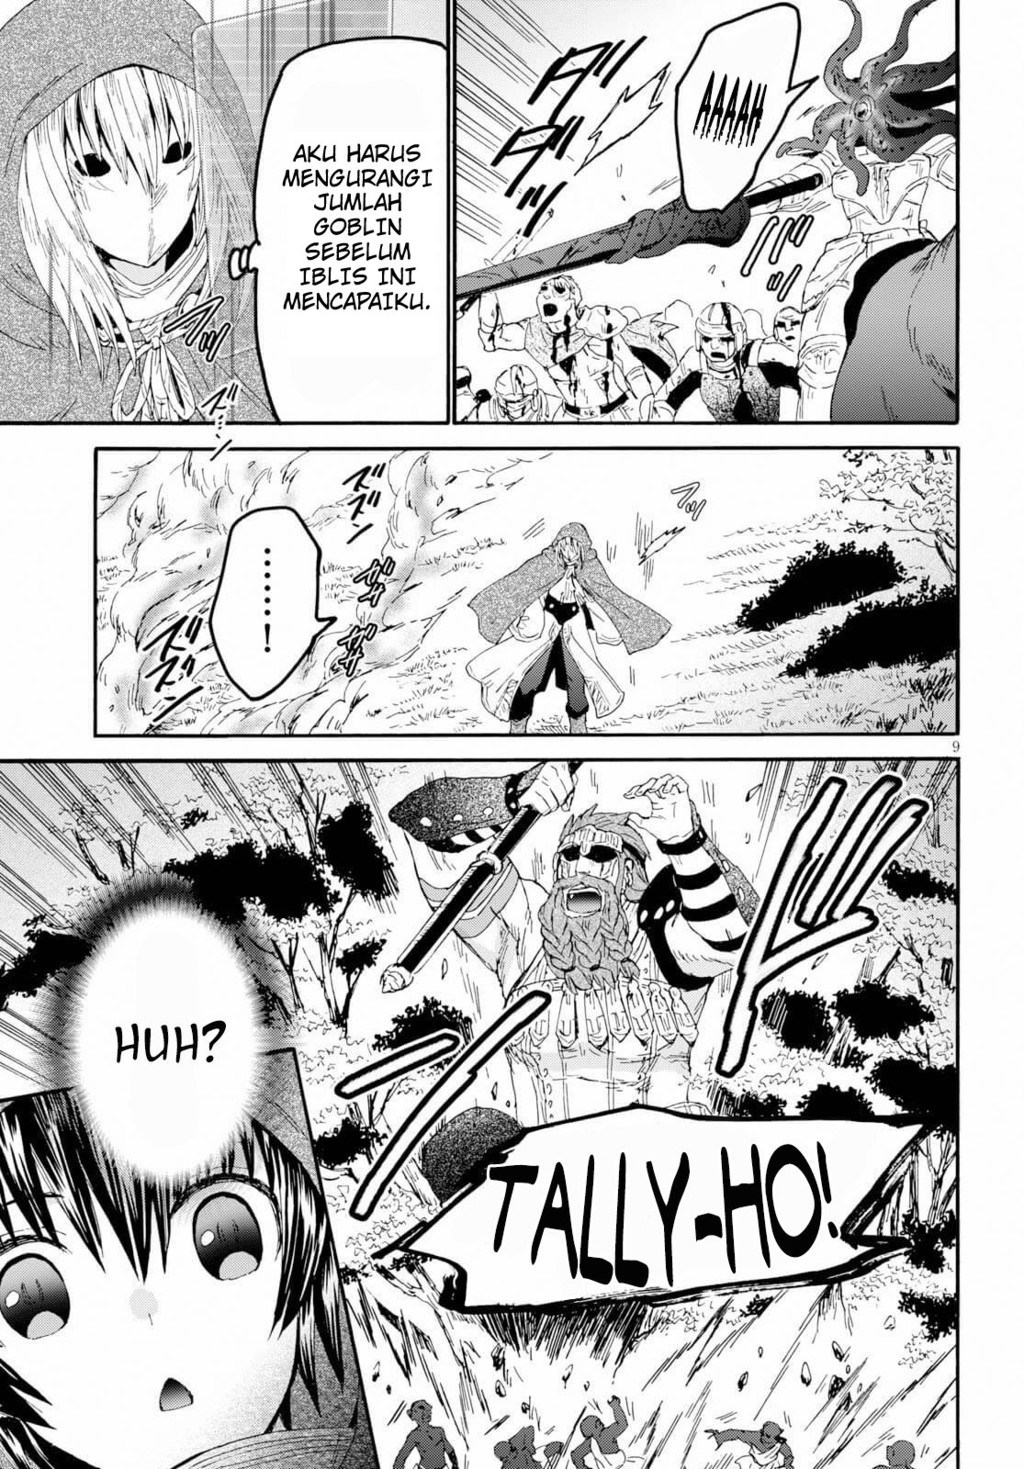 AAAAH
AKU HARUS
MENGURANGI
JUMLAH
GOBLIN
SEBELUM
IBLIS INI
MENCAPAIKU.
.......!
9
HUH?
TALLY-HO!